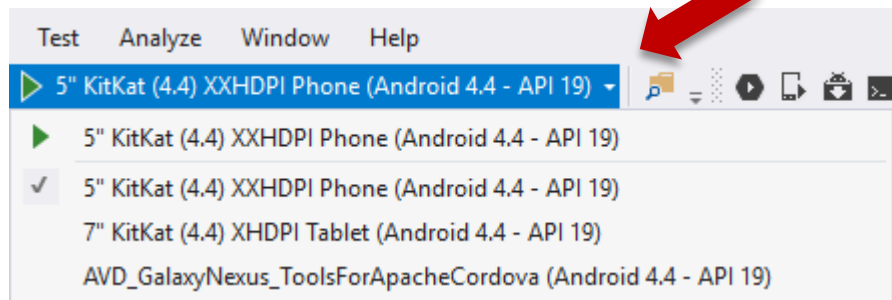 Test Analyze Window Help
5" KitKat (4.4) XXHDPI Phone (Android 4.4 - API 19)
5" KitKat (4.4) XXHDPI Phone (Android 4.4 - API 19)
5" KitKat (4.4) XXHDPI Phone (Android 4.4 - API 19)
7" KitKat (4.4) XHDPI Tablet (Android 4.4 - API 19)
AVD_GalaxyNexus_ToolsForApacheCordova (Android 4.4 - API 19)